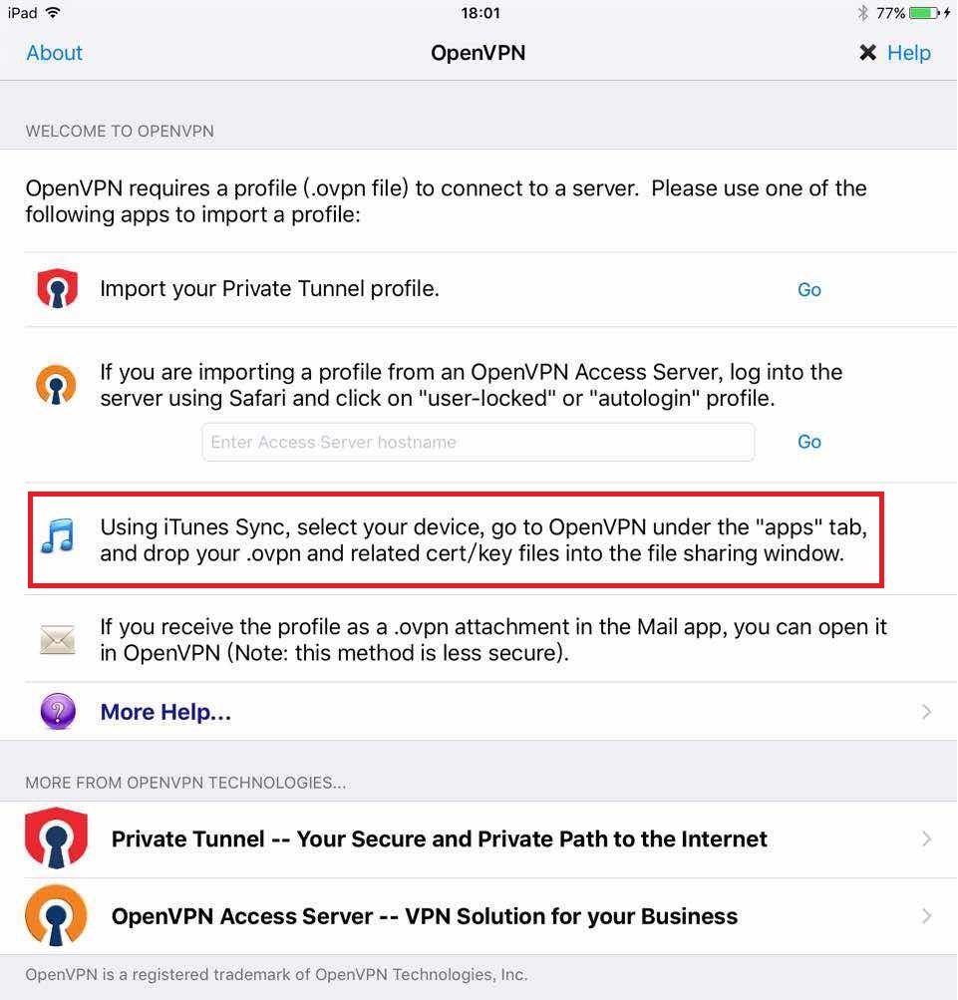 iPad 18:01 77%
About OpenVPN Help
WELCOME TO OPENVPN
OpenVPN requires a profile (.ovpn file) to connect to a server.  Please use one of the
following apps to import a profile:
Import your Private Tunnel profile. Go
If you are importing a profile from an OpenVPN Access Server, log into the
server using Safari and click on "user-locked" or "autologin" profile.
Enter Access Server hostname Go
Using iTunes Sync, select your device, go to OpenVPN under the "apps" tab,
and drop your .ovpn and related cert/key files into the file sharing window.
If you receive the profile as a .ovpn attachment in the Mail app, you can open it
in OpenVPN (Note: this method is less secure).
More Help...
MORE FROM OPENVPN TECHNOLOGIES...
Private Tunnel -- Your Secure and Private Path to the Internet
OpenVPN Access Server -- VPN Solution for your Business
OpenVPN is a registered trademark of OpenVPN Technologies, Inc.